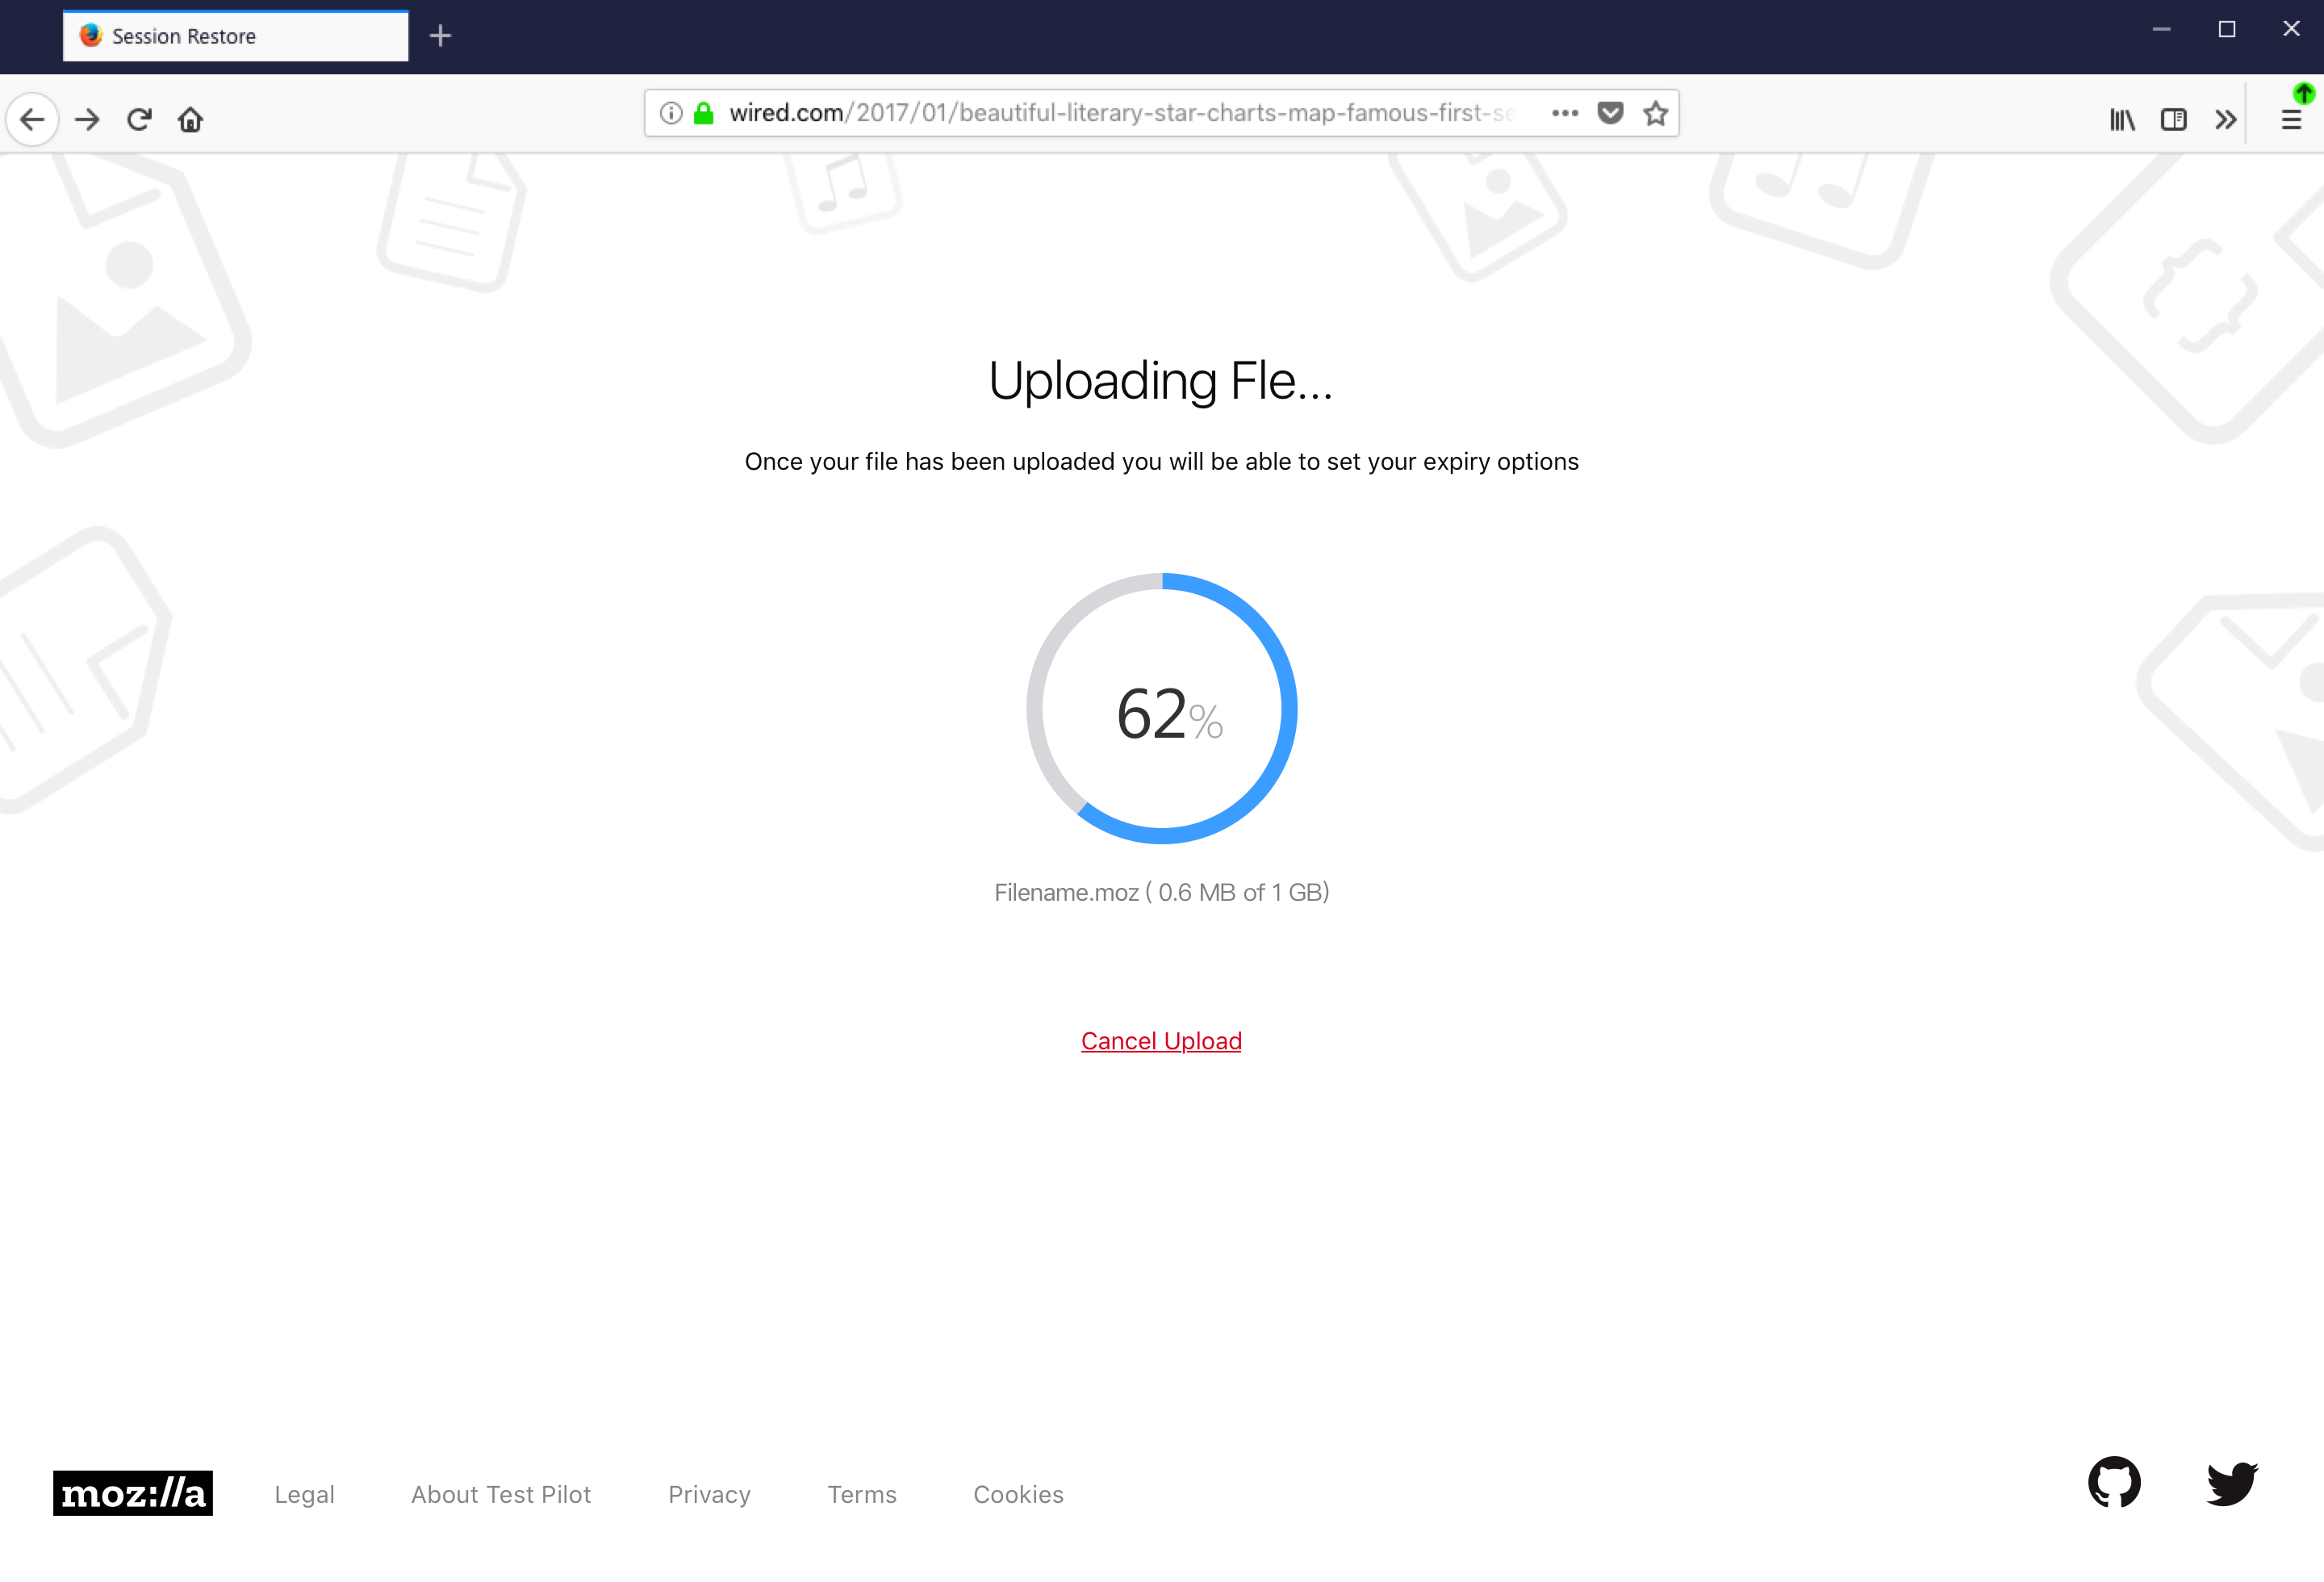 Session Restore
wired.com/2017/01/beautiful-literary-star-charts-map-famous-first-se
Uploading Fle...
Once your file has been uploaded you will be able to set your expiry options
62%
Filename.moz ( 0.6 MB of 1 GB)
Cancel Upload
moz://a Legal About Test Pilot Privacy Terms Cookies